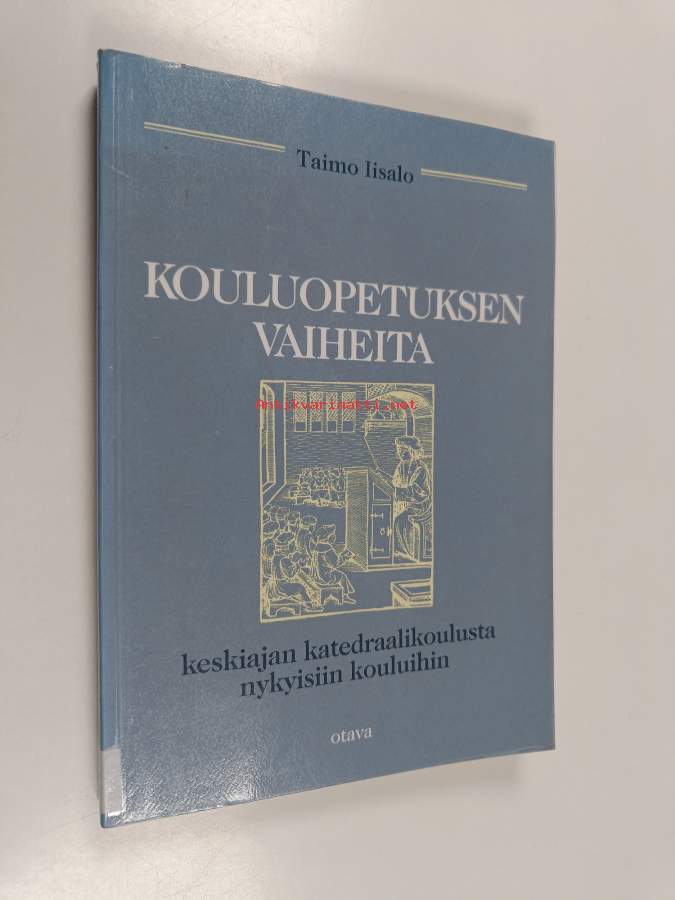 Taimo Iisalo
KOULUOPETUKSEN
VAIHEITA
Antikvariaatti.net
keskiajan katedraalikoulusta
nykyisiin kouluihin
otava